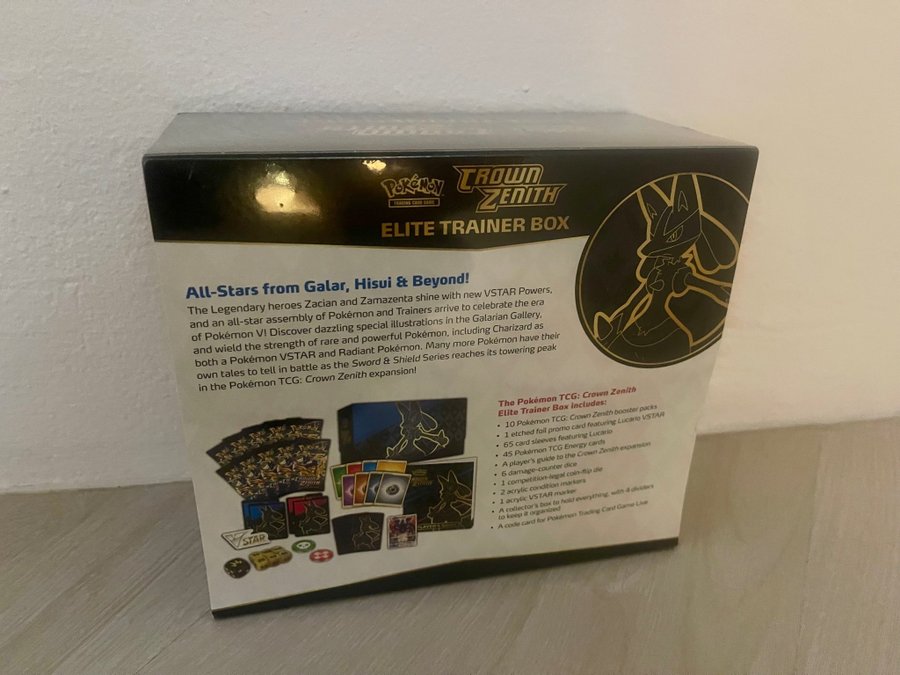 Pokémon
TRADING CARD GAME
CROWN
ZENITH
ELITE TRAINER BOX
All-Stars from Galar, Hisui & Beyond!
The Legendary heroes Zacian and Zamazenta shine with new VSTAR Powers,
and an all-star assembly of Pokémon and Trainers arrive to celebrate the era
of Pokémon V! Discover dazzling special illustrations in the Galarian Gallery,
and wield the strength of rare and powerful Pokémon, including Charizard as
both a Pokémon VSTAR and Radiant Pokémon. Many more Pokémon have their
own tales to tell in battle as the Sword & Shield Series reaches its towering peak
in the Pokémon TCG: Crown Zenith expansion!
The Pokémon TCG: Crown Zenith
Elite Trainer Box includes:
• 10 Pokémon TCG: Crown Zenith booster packs
• 1 etched foil promo card featuring Lucario VSTAR
• 65 card sleeves featuring Lucario
• 45 Pokémon TCG Energy cards
• A player's guide to the Crown Zenith expansion
• 6 damage-counter dice
• 1 competition-legal coin-flip die
• 2 acrylic condition markers
• 1 acrylic VSTAR marker
• A collector's box to hold everything, with 4 dividers
to keep it organized
• A code card for Pokémon Trading Card Game Live
VSTAR